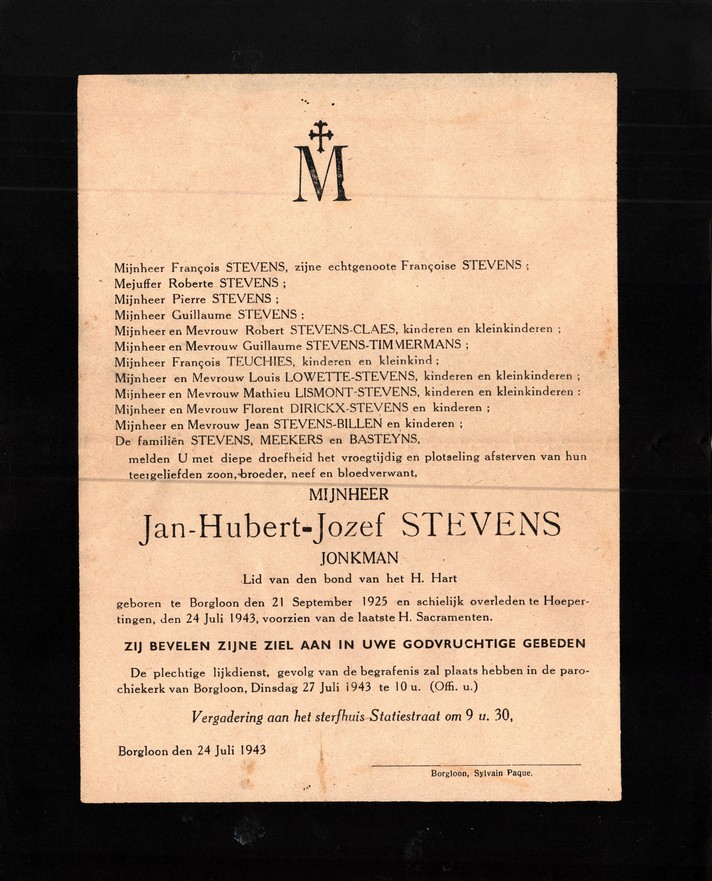 M
Mijnheer François STEVENS, zijne echtgenoote Françoise STEVENS ;
Mejuffer Roberte STEVENS ;
Mijnheer Pierre STEVENS ;
Mijnheer Guillaume STEVENS ;
Mijnheer en Mevrouw Robert STEVENS-CLAES, kinderen en kleinkinderen ;
Mijnheer en Mevrouw Guillaume STEVENS-TIMMERMANS ;
Mijnheer François TEUCHIES, kinderen en kleinkind ;
Mijnheer en Mevrouw Louis LOWETTE-STEVENS, kinderen en kleinkinderen ;
Mijnheer en Mevrouw Mathieu LISMONT-STEVENS, kinderen en kleinkinderen :
Mijnheer en Mevrouw Florent DIRICKX-STEVENS en kinderen ;
Mijnheer en Mevrouw Jean STEVENS-BILLEN en kinderen ;
De familiën STEVENS, MEEKERS en BASTEYNS,
melden U met diepe droefheid het vroegtijdig en plotseling afsterven van hun
teergeliefden zoon, broeder, neef en bloedverwant,
MIJNHEER
Jan-Hubert-Jozef STEVENS
JONKMAN
Lid van den bond van het H. Hart
geboren te Borgloon den 21 September 1925 en schielijk overleden te Hoeper-
tingen, den 24 Juli 1943, voorzien van de laatste H. Sacramenten.
ZIJ BEVELEN ZIJNE ZIEL AAN IN UWE GODVRUCHTIGE GEBEDEN
De plechtige lijkdienst, gevolg van de begrafenis zal plaats hebben in de paro-
chiekerk van Borgloon, Dinsdag 27 Juli 1943 te 10 u. (Offi. u.)
Vergadering aan het sterfhuis Statiestraat om 9 u. 30,
Borgloon den 24 Juli 1943
Borgloon, Sylvain Paque.